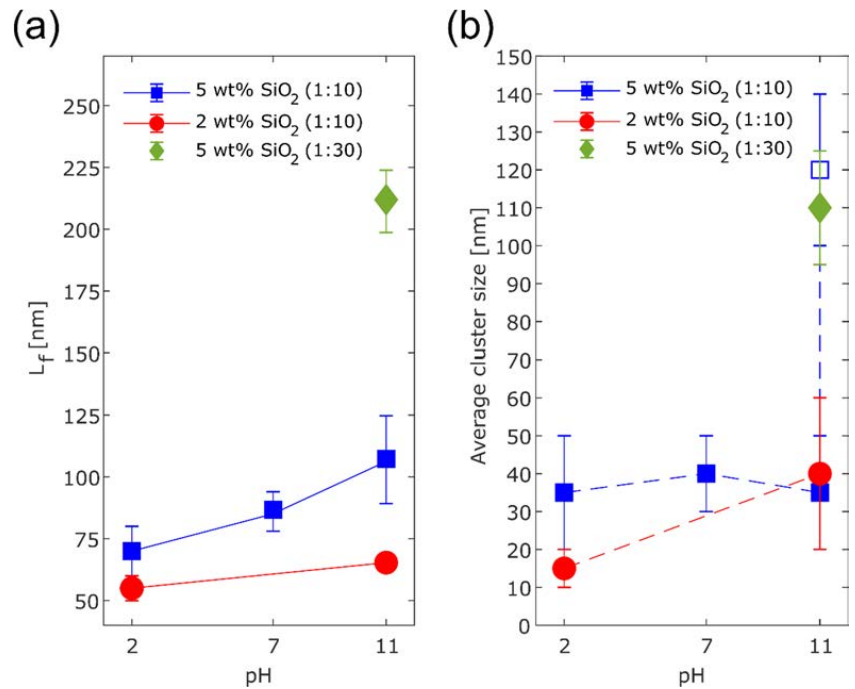 (a)
5 wt% SiO2 (1:10)
2 wt% SiO2 (1:10)
5 wt% SiO2 (1:30)
250
225
200
175
150
125
100
75
50
Lf [nm]
2
7
11
pH
(b)
5 wt% SiO2 (1:10)
2 wt% SiO2 (1:10)
5 wt% SiO2 (1:30)
150
140
130
120
110
100
90
80
70
60
50
40
30
20
10
0
Average cluster size [nm]
2
7
11
pH